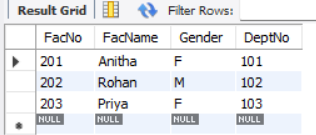 Result Grid Filter Rows:
FacNo FacName Gender DeptNo
201 Anitha F 101
202 Rohan M 102
203 Priya F 103
NULL NULL NULL NULL